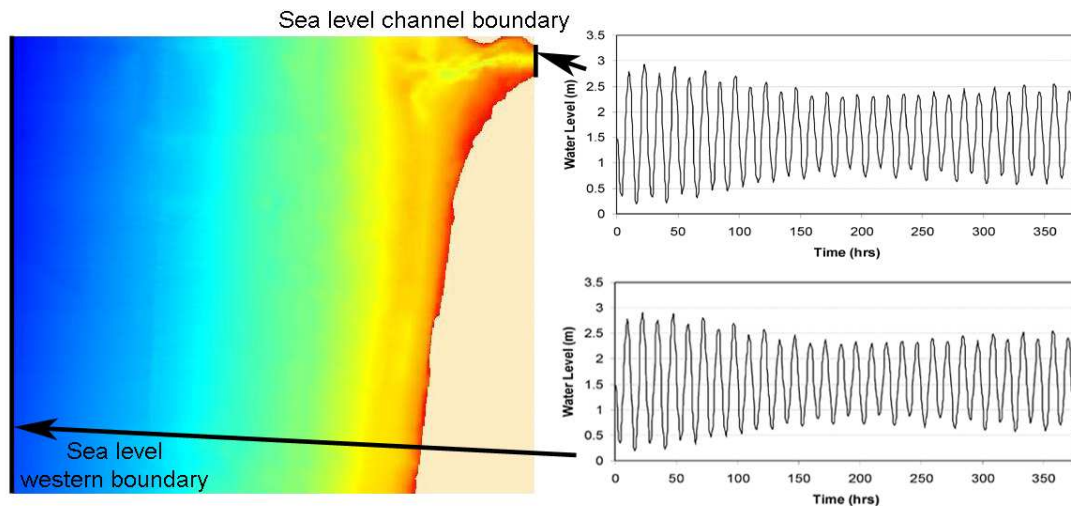 Sea level channel boundary
Sea level
western boundary
3.5
3
2.5
2
1.5
1
0.5
0
Water Level (m)
0 50 100 150 200 250 300 350
Time (hrs)
3.5
3
2.5
2
1.5
1
0.5
0
Water Level (m)
0 50 100 150 200 250 300 350
Time (hrs)